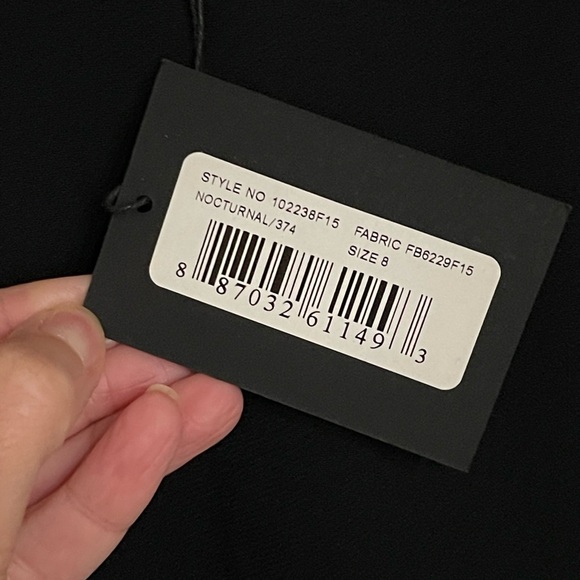 STYLE NO 102238F15 FABRIC FB6229F15
NOCTURNAL/374 SIZE 8
8 87032 61149 3